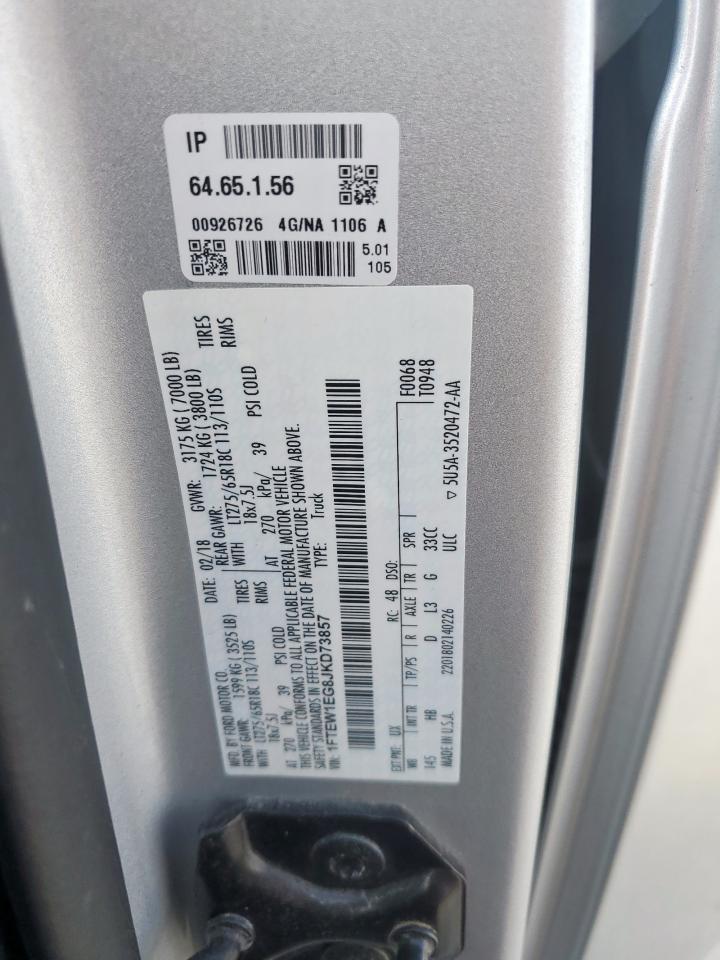 IP
64.65.1.56
00926726 4G/NA 1106 A
5.01
105
MFD. BY FORD MOTOR CO.
DATE: 02/18 GVWR: 3175 KG ( 7000 LB)
FRONT GAWR: 1599 KG ( 3525 LB) REAR GAWR: 1724 KG ( 3800 LB)
WITH LT275/65R18C 113/110S TIRES WITH LT275/65R18C 113/110S TIRES
18x7.5J RIMS 18x7.5J RIMS
AT 270 kPa/ 39 PSI COLD AT 270 kPa/ 39 PSI COLD
THIS VEHICLE CONFORMS TO ALL APPLICABLE FEDERAL MOTOR VEHICLE
SAFETY STANDARDS IN EFFECT ON THE DATE OF MANUFACTURE SHOWN ABOVE.
VIN: 1FTEW1EG8JKD73857 TYPE: Truck
EXT PNT: UX RC: 48 DSO: F0068
WB INT TR TP/PS R AXLE TR SPR T0948
145 HB D L3 G 33CC
MADE IN U.S.A. 2201802140226 ULC ▽ 5U5A-3520472-AA